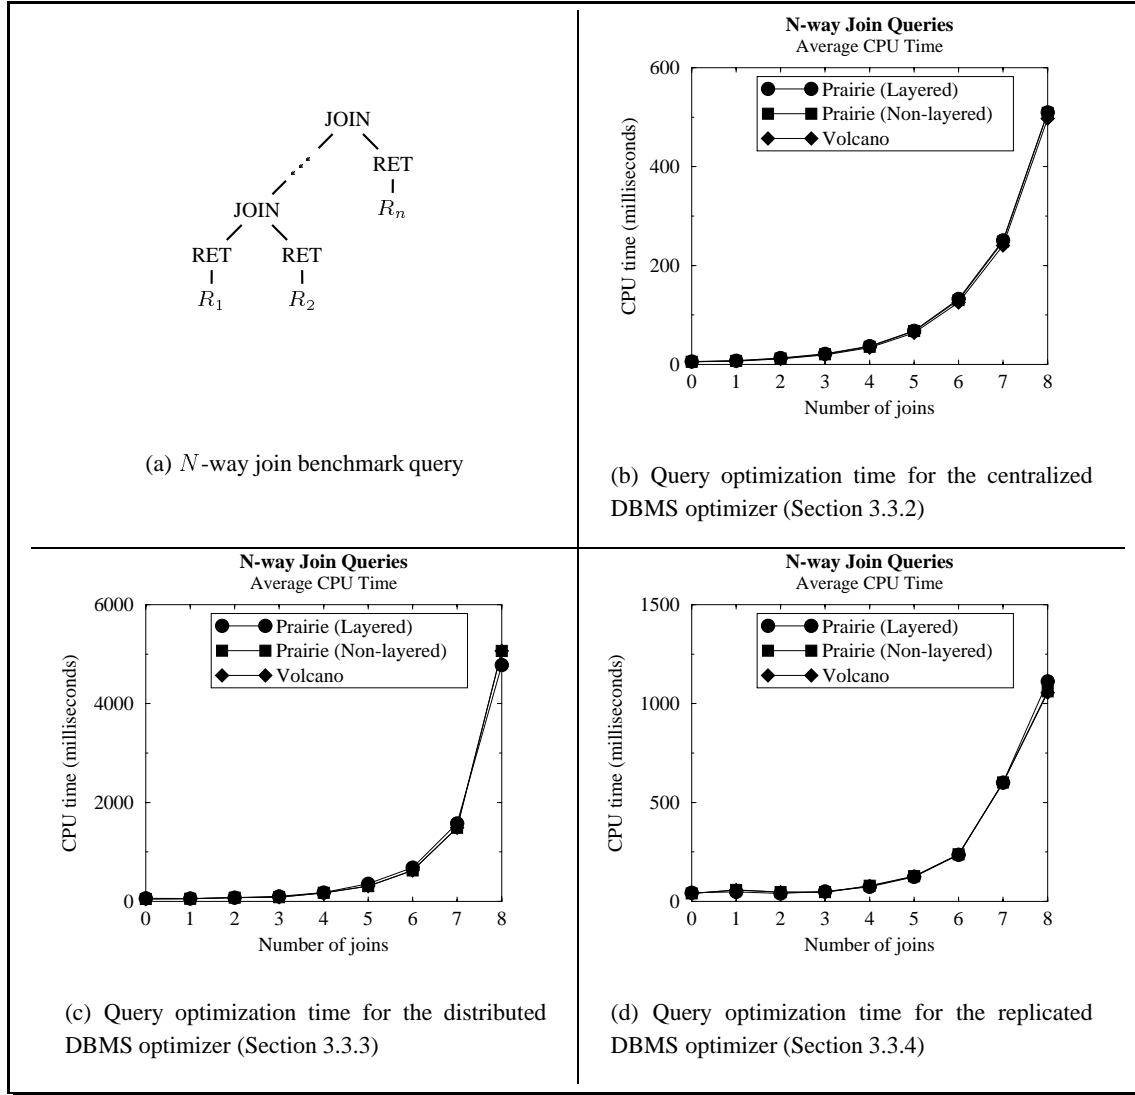 JOIN
RET
R_n
JOIN
RET RET
R_1 R_2
(a) N-way join benchmark query
N-way Join Queries
Average CPU Time
600
400
200
0
CPU time (milliseconds)
Prairie (Layered)
Prairie (Non-layered)
Volcano
0 1 2 3 4 5 6 7 8
Number of joins
(b) Query optimization time for the centralized
DBMS optimizer (Section 3.3.2)
N-way Join Queries
Average CPU Time
6000
4000
2000
0
CPU time (milliseconds)
Prairie (Layered)
Prairie (Non-layered)
Volcano
0 1 2 3 4 5 6 7 8
Number of joins
(c) Query optimization time for the distributed
DBMS optimizer (Section 3.3.3)
N-way Join Queries
Average CPU Time
1500
1000
500
0
CPU time (milliseconds)
Prairie (Layered)
Prairie (Non-layered)
Volcano
0 1 2 3 4 5 6 7 8
Number of joins
(d) Query optimization time for the replicated
DBMS optimizer (Section 3.3.4)